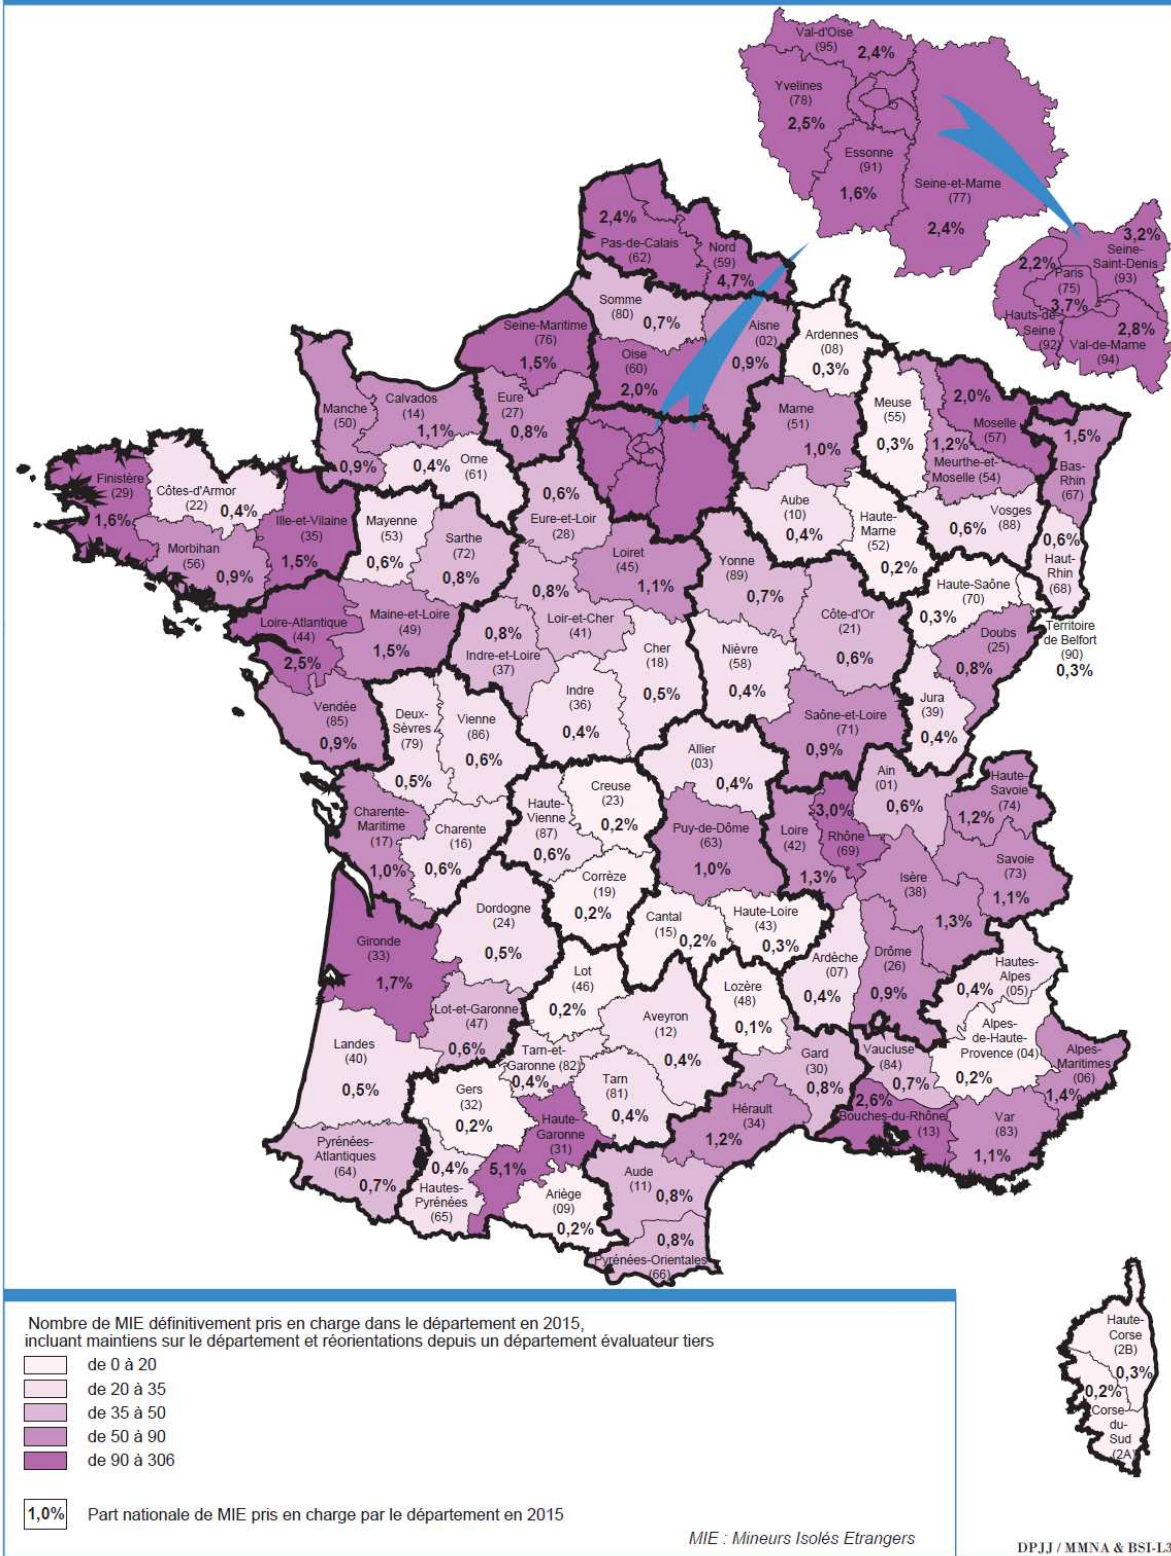 Val-d'Oise
(95)
2,4%
Yvelines
(78)
2,5%
Essonne
(91)
1,6%
Seine-et-Marne
(77)
2,4%
3,2%
Seine-
Saint-Denis
(93)
2,2%
Paris
(75)
3,7%
Hauts-de-
Seine
(92)
2,8%
Val-de-Marne
(94)
2,4%
Pas-de-Calais
(62)
Nord
(59)
4,7%
Somme
(80)
0,7%
Seine-Maritime
(76)
1,5%
Oise
(60)
2,0%
Aisne
(02)
0,9%
Ardennes
(08)
0,3%
Manche
(50)
0,9%
Calvados
(14)
1,1%
Eure
(27)
0,8%
0,4%
Orne
(61)
Marne
(51)
1,0%
Meuse
(55)
0,3%
2,0%
Moselle
(57)
1,2%
Meurthe-et-
Moselle (54)
1,5%
Bas-
Rhin
(67)
Finistère
(29)
1,6%
Côtes-d'Armor
(22)
0,4%
Ille-et-Vilaine
(35)
1,5%
Morbihan
(56)
0,9%
Mayenne
(53)
0,6%
Sarthe
(72)
0,8%
0,6%
Eure-et-Loir
(28)
Aube
(10)
0,4%
Haute-
Marne
(52)
0,2%
Vosges
(88)
0,6%
0,6%
Haut-
Rhin
(68)
Loiret
(45)
1,1%
Yonne
(89)
0,7%
0,8%
Loir-et-Cher
(41)
Côte-d'Or
(21)
0,6%
Haute-Saône
(70)
0,3%
Territoire
de Belfort
(90)
0,3%
Doubs
(25)
0,8%
Loire-Atlantique
(44)
2,5%
Maine-et-Loire
(49)
1,5%
0,8%
Indre-et-Loire
(37)
Cher
(18)
0,5%
Nièvre
(58)
0,4%
Indre
(36)
0,4%
Jura
(39)
0,4%
Saône-et-Loire
(71)
0,9%
Vendée
(85)
0,9%
Deux-
Sèvres
(79)
0,5%
Vienne
(86)
0,6%
Allier
(03)
0,4%
Ain
(01)
0,6%
Haute-
Savoie
(74)
1,2%
Charente-
Maritime
(17)
1,0%
Charente
(16)
0,6%
Haute-
Vienne
(87)
0,6%
Creuse
(23)
0,2%
Puy-de-Dôme
(63)
1,0%
Loire
(42)
1,3%
3,0%
Rhône
(69)
Savoie
(73)
1,1%
Isère
(38)
1,3%
Corrèze
(19)
0,2%
Dordogne
(24)
0,5%
Cantal
(15)
0,2%
Haute-Loire
(43)
0,3%
Gironde
(33)
1,7%
Lot
(46)
0,2%
Lozère
(48)
0,1%
Ardèche
(07)
0,4%
Drôme
(26)
0,9%
Hautes-
Alpes
(05)
0,4%
Lot-et-Garonne
(47)
0,6%
Aveyron
(12)
0,4%
Alpes-
de-Haute-
Provence (04)
0,2%
Alpes-
Maritimes
(06)
1,4%
Landes
(40)
0,5%
Tarn-et-
Garonne (82)
0,4%
Tarn
(81)
0,4%
Gard
(30)
0,8%
Vaucluse
(84)
0,7%
2,6%
Bouches-du-Rhône
(13)
Var
(83)
1,1%
Gers
(32)
0,2%
Haute-
Garonne
(31)
5,1%
Hérault
(34)
1,2%
Pyrénées-
Atlantiques
(64)
0,7%
0,4%
Hautes-
Pyrénées
(65)
Ariège
(09)
0,2%
Aude
(11)
0,8%
0,8%
Pyrénées-Orientales
(66)
Haute-
Corse
(2B)
0,3%
0,2%
Corse-
du-
Sud
(2A)
Nombre de MIE définitivement pris en charge dans le département en 2015,
incluant maintiens sur le département et réorientations depuis un département évaluateur tiers
de 0 à 20
de 20 à 35
de 35 à 50
de 50 à 90
de 90 à 306
1,0% Part nationale de MIE pris en charge par le département en 2015
MIE : Mineurs Isolés Etrangers
DPJJ / MMNA & BSI-L3